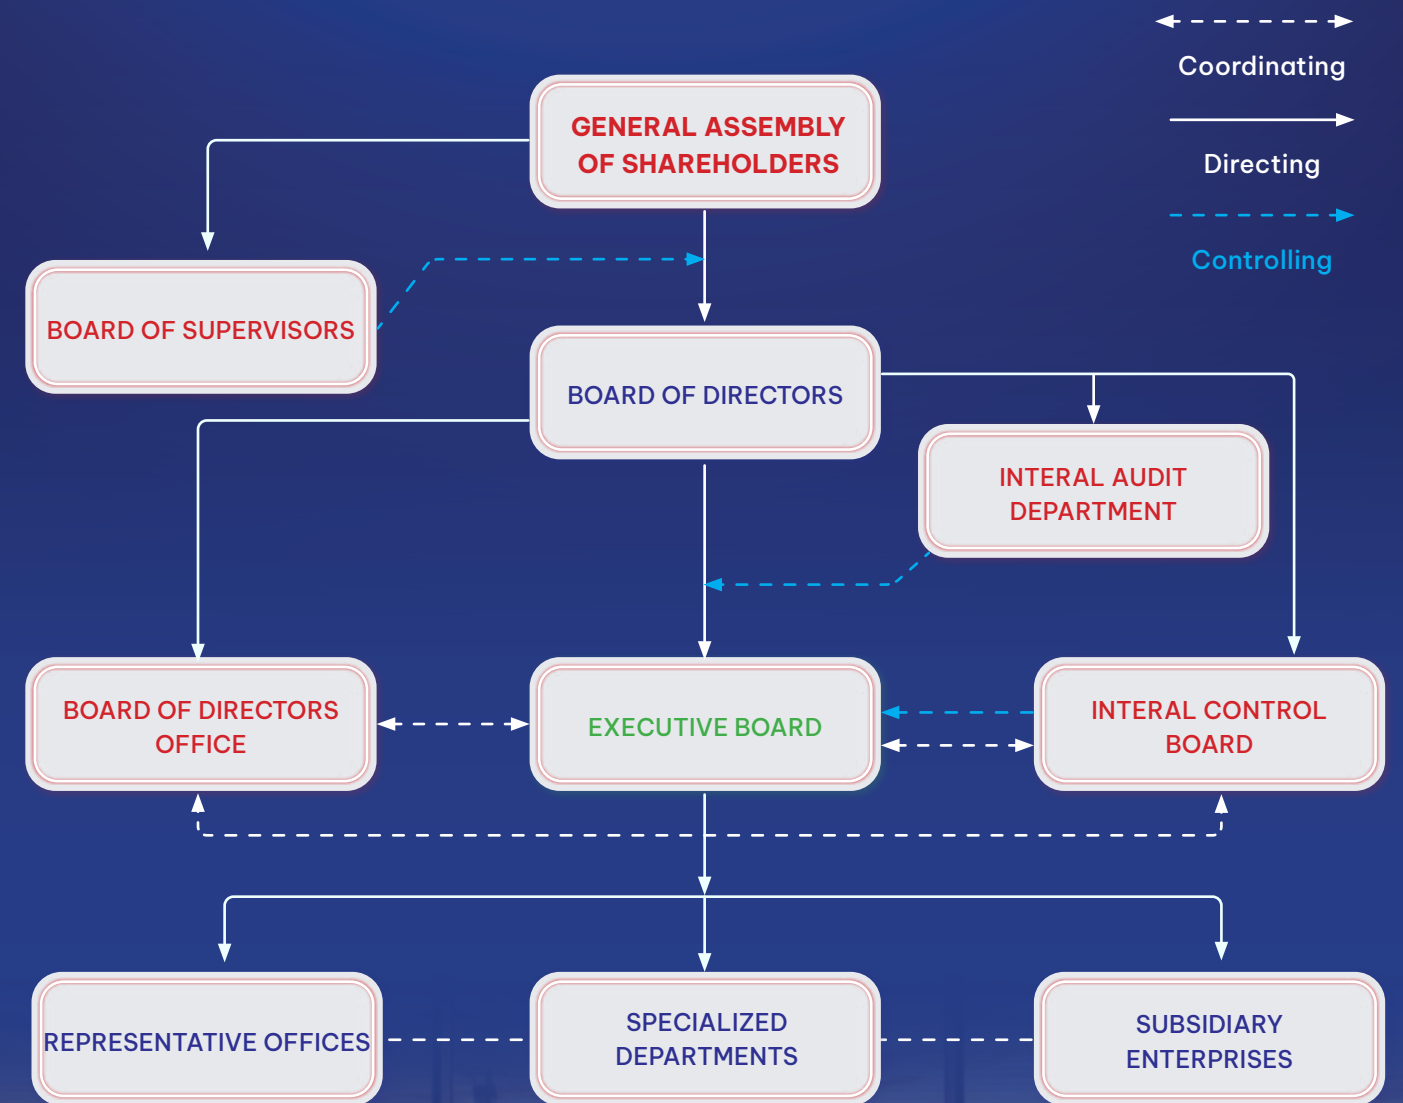 Coordinating
GENERAL ASSEMBLY
OF SHAREHOLDERS
Directing
Controlling
BOARD OF SUPERVISORS
BOARD OF DIRECTORS
INTERAL AUDIT
DEPARTMENT
BOARD OF DIRECTORS
OFFICE
EXECUTIVE BOARD
INTERAL CONTROL
BOARD
REPRESENTATIVE OFFICES
SPECIALIZED
DEPARTMENTS
SUBSIDIARY
ENTERPRISES